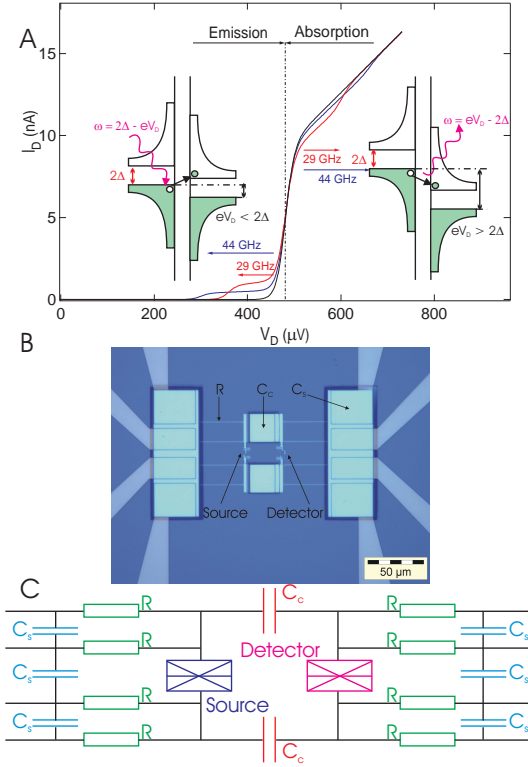 A
Emission
Absorption
I_D (nA)
15
10
5
0
ω = 2Δ - eV_D
2Δ
eV_D < 2Δ
44 GHz
29 GHz
ω = eV_D - 2Δ
2Δ
29 GHz
44 GHz
eV_D > 2Δ
0
200
400
600
800
V_D (μV)
B
R
C_c
C_s
Source
Detector
50 µm
C
C_c
R
R
C_s
C_s
R
R
Detector
C_s
C_s
Source
R
R
C_s
C_s
R
R
C_c